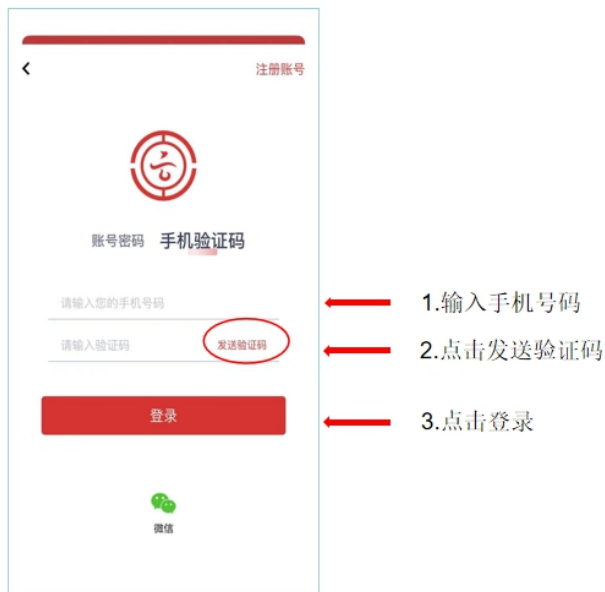 注册账号
云
账号密码 手机验证码
请输入您的手机号码
1.输入手机号码
请输入验证码 发送验证码
2.点击发送验证码
登录
3.点击登录
微信